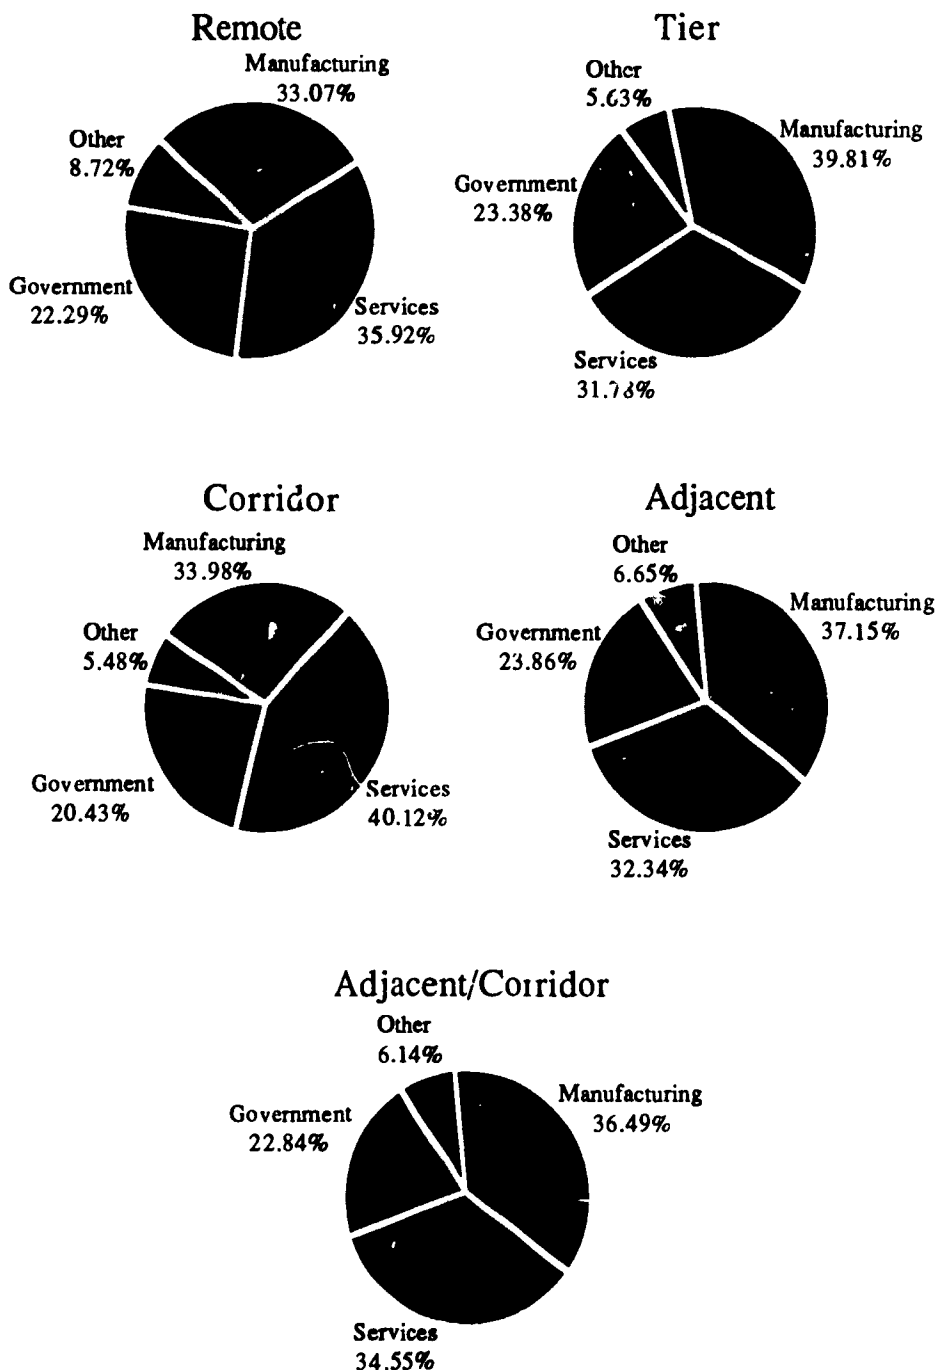 Remote
Manufacturing
33.07%
Other
8.72%
Government
22.29%
Services
35.92%
Tier
Other
5.63%
Manufacturing
39.81%
Government
23.38%
Services
31.78%
Corridor
Manufacturing
33.98%
Other
5.48%
Government
20.43%
Services
40.12%
Adjacent
Other
6.65%
Manufacturing
37.15%
Government
23.86%
Services
32.34%
Adjacent/Corridor
Other
6.14%
Manufacturing
36.49%
Government
22.84%
Services
34.55%